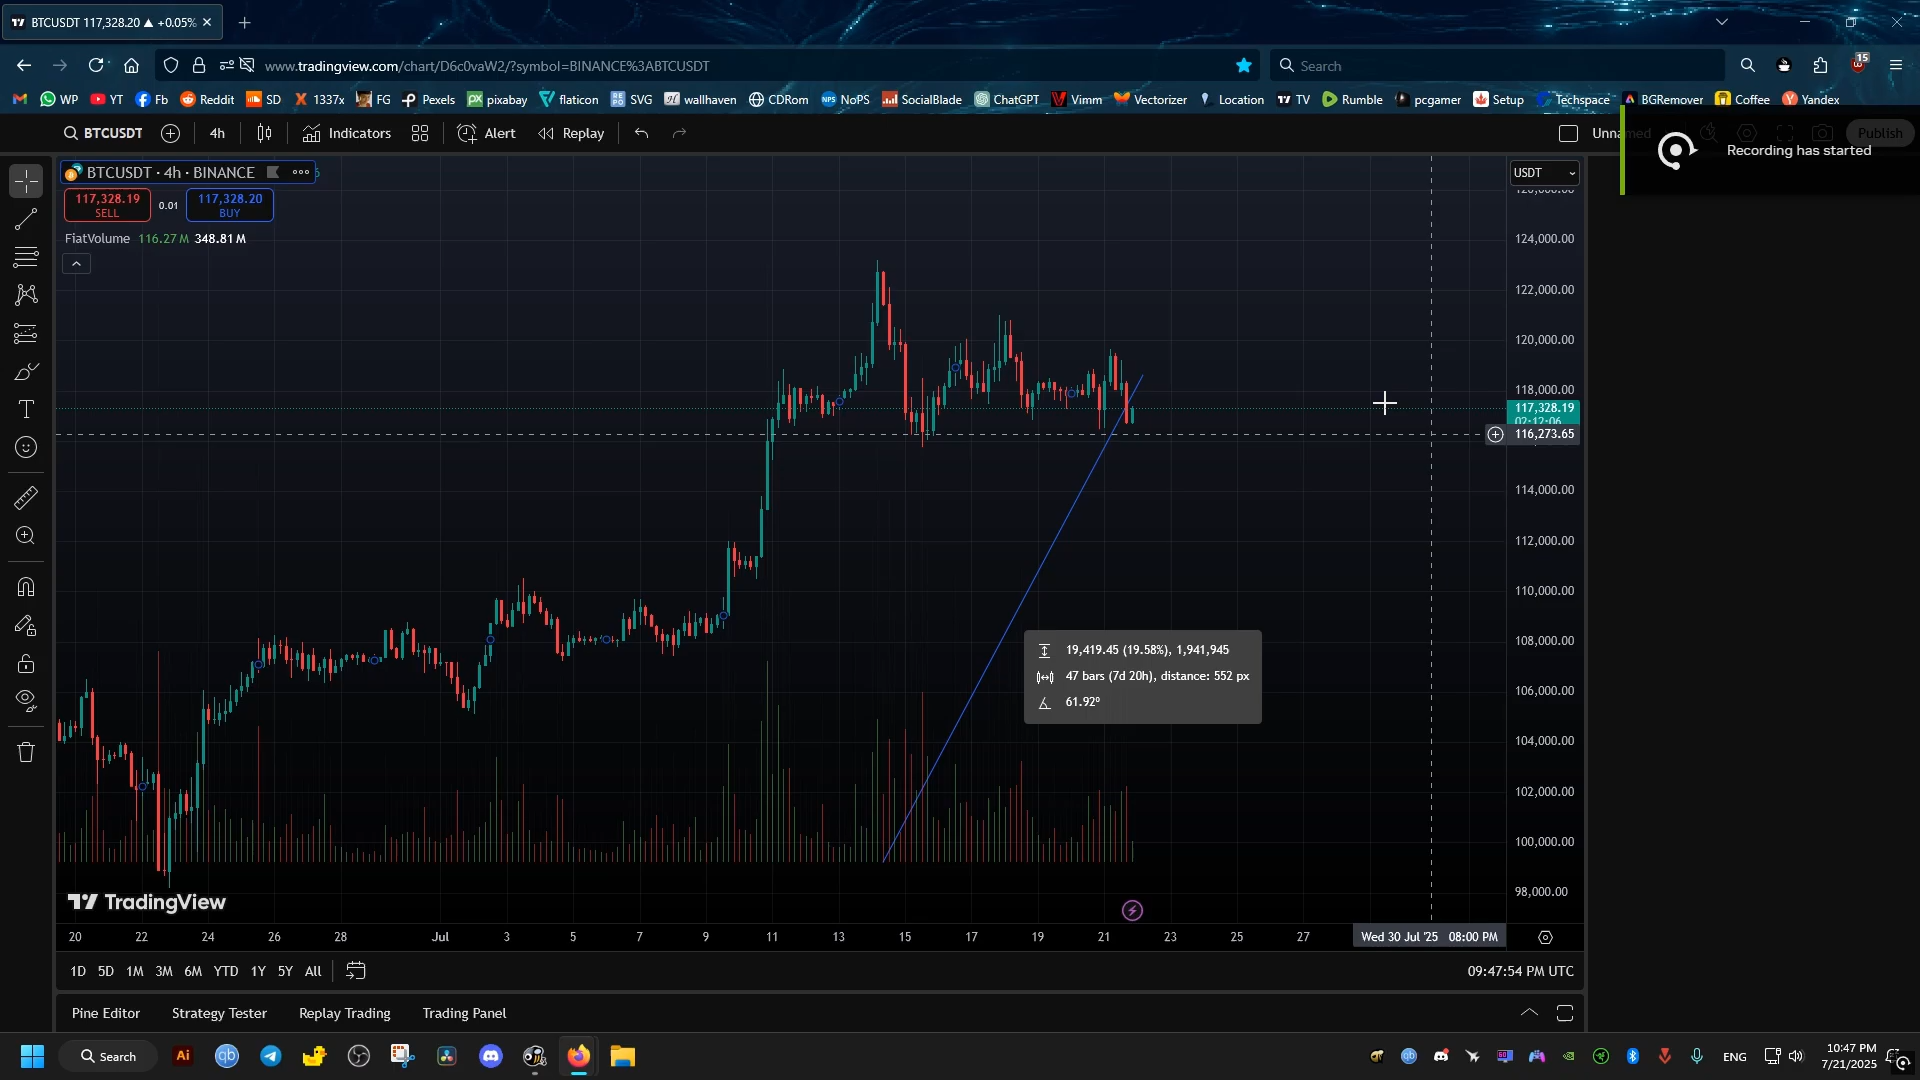 BTCUSDT 117,328.20 ▲ +0.05%
www.tradingview.com/chart/D6c0vaW2/?symbol=BINANCE%3ABTCUSDT
Search
15
WP YT Fb Reddit SD 1337x FG Pexels pixabay flaticon SVG wallhaven CDRom NoPS SocialBlade ChatGPT Vimm Vectorizer Location TV Rumble pcgamer Setup Techspace BGRemover Coffee Yandex
BTCUSDT 4h Indicators Alert Replay Unnamed Publish
Recording has started
BTCUSDT · 4h · BINANCE
USDT
117,328.19
SELL
0.01
117,328.20
BUY
FiatVolume 116.27 M 348.81 M
124,000.00
122,000.00
120,000.00
118,000.00
117,328.19
02:12:06
116,273.65
114,000.00
112,000.00
110,000.00
108,000.00
106,000.00
104,000.00
102,000.00
100,000.00
98,000.00
19,419.45 (19.58%), 1,941,945
47 bars (7d 20h), distance: 552 px
61.92º
TradingView
20 22 24 26 28 Jul 3 5 7 9 11 13 15 17 19 21 23 25 27 Wed 30 Jul '25 08:00 PM
1D 5D 1M 3M 6M YTD 1Y 5Y All
09:47:54 PM UTC
Pine Editor Strategy Tester Replay Trading Trading Panel
Search
Ai
qb
ENG
10:47 PM
7/21/2025